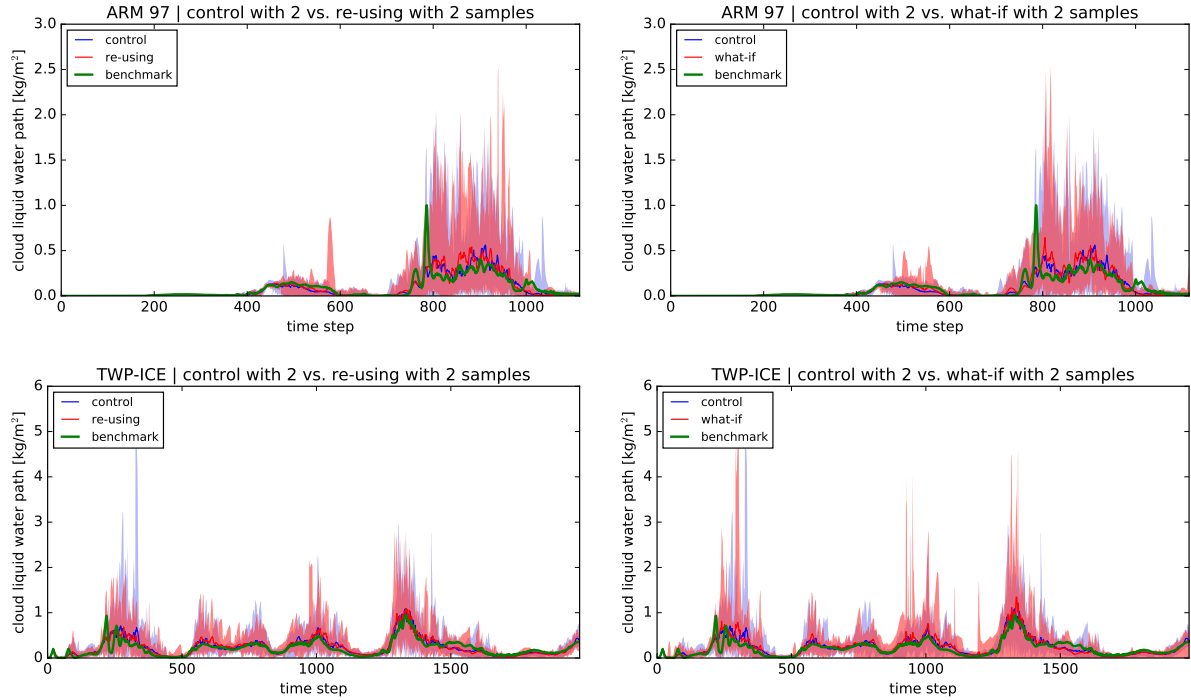 ARM 97 | control with 2 vs. re-using with 2 samples
cloud liquid water path [kg/m²]
3.0
2.5
2.0
1.5
1.0
0.5
0.0
control
re-using
benchmark
0 200 400 600 800 1000
time step
ARM 97 | control with 2 vs. what-if with 2 samples
cloud liquid water path [kg/m²]
3.0
2.5
2.0
1.5
1.0
0.5
0.0
control
what-if
benchmark
0 200 400 600 800 1000
time step
TWP-ICE | control with 2 vs. re-using with 2 samples
cloud liquid water path [kg/m²]
6
5
4
3
2
1
0
control
re-using
benchmark
0 500 1000 1500
time step
TWP-ICE | control with 2 vs. what-if with 2 samples
cloud liquid water path [kg/m²]
6
5
4
3
2
1
0
control
what-if
benchmark
0 500 1000 1500
time step